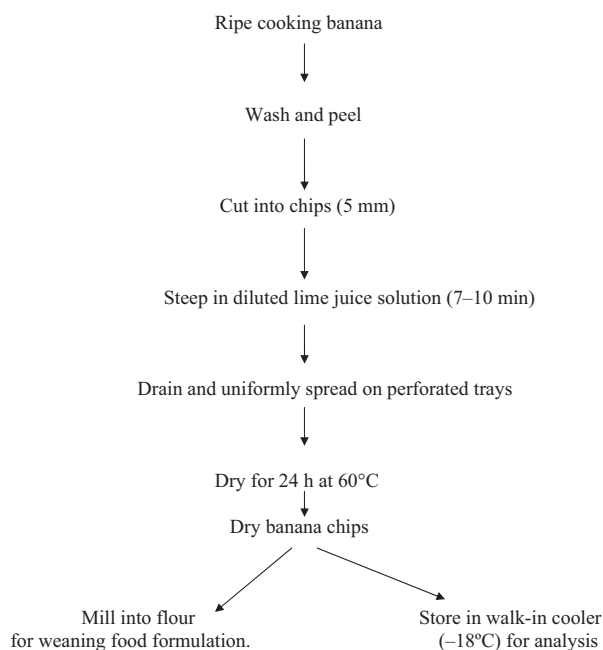 Ripe cooking banana
Wash and peel
Cut into chips (5 mm)
Steep in diluted lime juice solution (7–10 min)
Drain and uniformly spread on perforated trays
Dry for 24 h at 60°C
Dry banana chips
Mill into flour
for weaning food formulation.
Store in walk-in cooler
(–18ºC) for analysis